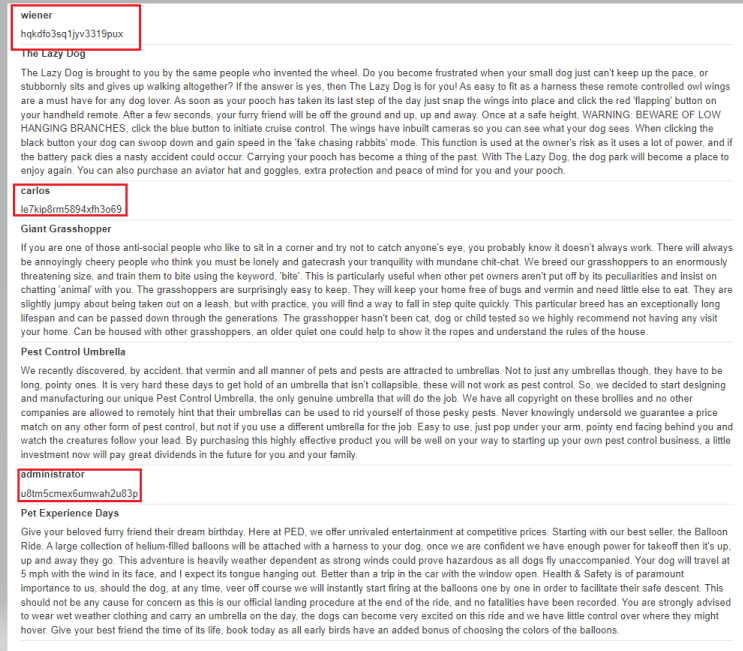 wiener
hqkdfo3sq1jyv3319pux
The Lazy Dog
The Lazy Dog is brought to you by the same people who invented the wheel. Do you become frustrated when your small dog just can't keep up the pace, or
stubbornly sits and gives up walking altogether? If the answer is yes, then The Lazy Dog is for you! As easy to fit as a harness these remote controlled owl wings
are a must have for any dog lover. As soon as your pooch has taken its last step of the day just snap the wings into place and click the red 'flapping' button on
your handheld remote. After a few seconds, your furry friend will be off the ground and up, up and away. Once at a safe height, WARNING: BEWARE OF LOW
HANGING BRANCHES, click the blue button to initiate cruise control. The wings have inbuilt cameras so you can see what your dog sees. When clicking the
black button your dog can swoop down and gain speed in the 'fake chasing rabbits' mode. This function is used at the owner's risk as it uses a lot of power, and if
the battery pack dies a nasty accident could occur. Carrying your pooch has become a thing of the past. With The Lazy Dog, the dog park will become a place to
enjoy again. You can also purchase an aviator hat and goggles, extra protection and peace of mind for you and your pooch.
carlos
le7kip8rm5894xfh3o69
Giant Grasshopper
If you are one of those anti-social people who like to sit in a corner and try not to catch anyone's eye, you probably know it doesn't always work. There will always
be annoyingly cheery people who think you must be lonely and gatecrash your tranquility with mundane chit-chat. We breed our grasshoppers to an enormously
threatening size, and train them to bite using the keyword, 'bite'. This is particularly useful when other pet owners aren't put off by its peculiarities and insist on
chatting 'animal' with you. The grasshoppers are surprisingly easy to keep. They will keep your home free of bugs and vermin and need little else to eat. They are
slightly jumpy about being taken out on a leash, but with practice, you will find a way to fall in step quite quickly. This particular breed has an exceptionally long
lifespan and can be passed down through the generations. The grasshopper hasn't been cat, dog or child tested so we highly recommend not having any visit
your home. Can be housed with other grasshoppers, an older quiet one could help to show it the ropes and understand the rules of the house.
Pest Control Umbrella
We recently discovered, by accident, that vermin and all manner of pets and pests are attracted to umbrellas. Not to just any umbrellas though, they have to be
long, pointy ones. It is very hard these days to get hold of an umbrella that isn't collapsible, these will not work as pest control. So, we decided to start designing
and manufacturing our unique Pest Control Umbrella, the only genuine umbrella that will do the job. We have all copyright on these brollies and no other
companies are allowed to remotely hint that their umbrellas can be used to rid yourself of those pesky pests. Never knowingly undersold we guarantee a price
match on any other form of pest control, but not if you use a different umbrella for the job. Easy to use, just pop under your arm, pointy end facing behind you and
watch the creatures follow your lead. By purchasing this highly effective product you will be well on your way to starting up your own pest control business, a little
investment now will pay great dividends in the future for you and your family.
administrator
u8tm5cmex6umwah2u83p
Pet Experience Days
Give your beloved furry friend their dream birthday. Here at PED, we offer unrivaled entertainment at competitive prices. Starting with our best seller, the Balloon
Ride. A large collection of helium-filled balloons will be attached with a harness to your dog, once we are confident we have enough power for takeoff then it's up,
up and away they go. This adventure is heavily weather dependent as strong winds could prove hazardous as all dogs fly unaccompanied. Your dog will travel at
5 mph with the wind in its face, and I expect its tongue hanging out. Better than a trip in the car with the window open. Health & Safety is of paramount
importance to us, should the dog, at any time, veer off course we will instantly start firing at the balloons one by one in order to facilitate their safe descent. This
should not be any cause for concern as this is our official landing procedure at the end of the ride, and no fatalities have been recorded. You are strongly advised
to wear wet weather clothing and carry an umbrella on the day, the dogs can become very excited on this ride and we have little control over where they might
hover. Give your best friend the time of its life, book today as all early birds have an added bonus of choosing the colors of the balloons.